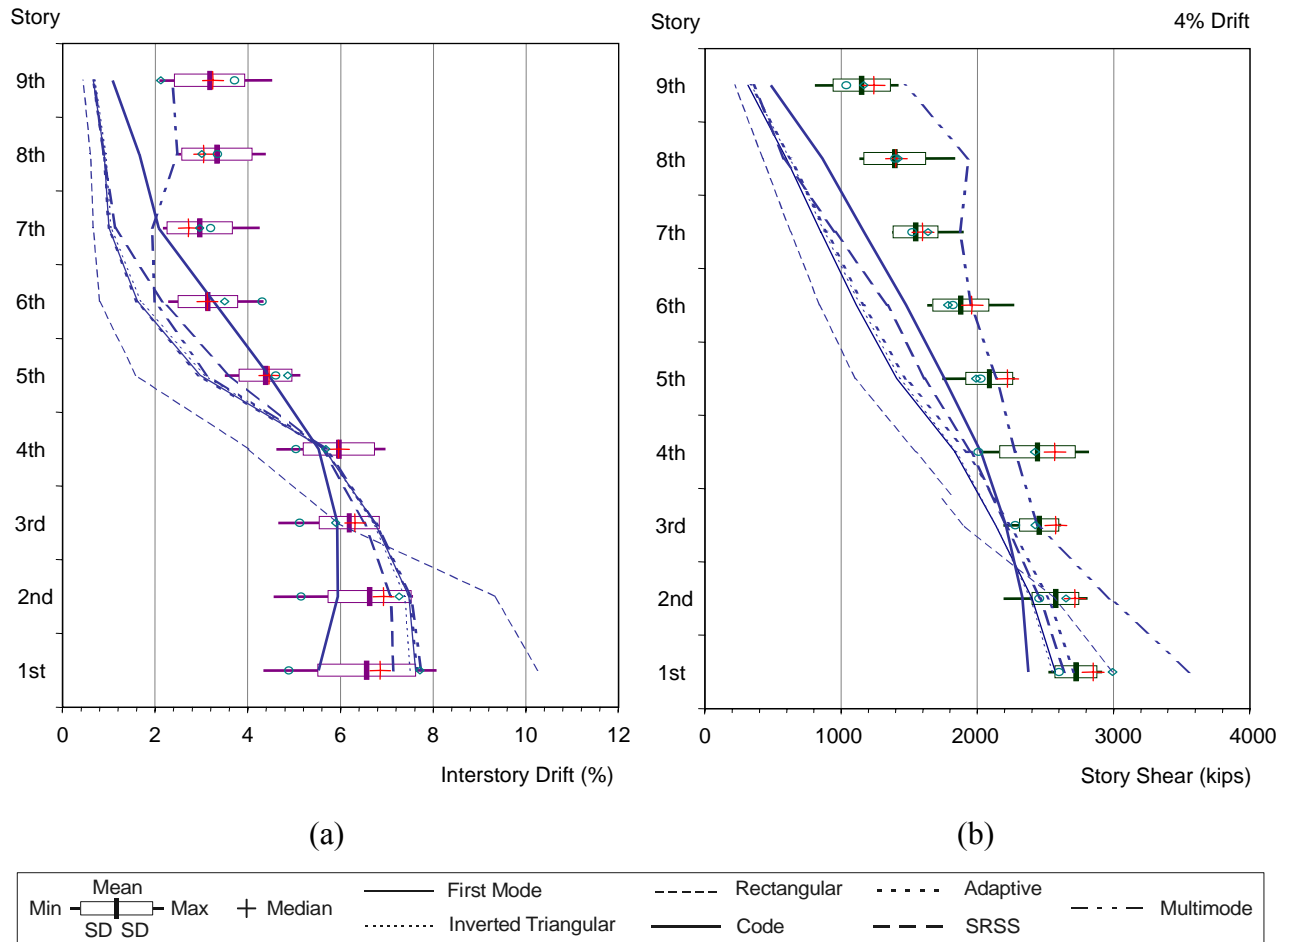 Story
9th
8th
7th
6th
5th
4th
3rd
2nd
1st
0 2 4 6 8 10 12
Interstory Drift (%)
(a)
Story 4% Drift
9th
8th
7th
6th
5th
4th
3rd
2nd
1st
0 1000 2000 3000 4000
Story Shear (kips)
(b)
Mean
Min Max Median
SD SD
First Mode Rectangular Adaptive
Inverted Triangular Code SRSS
Multimode